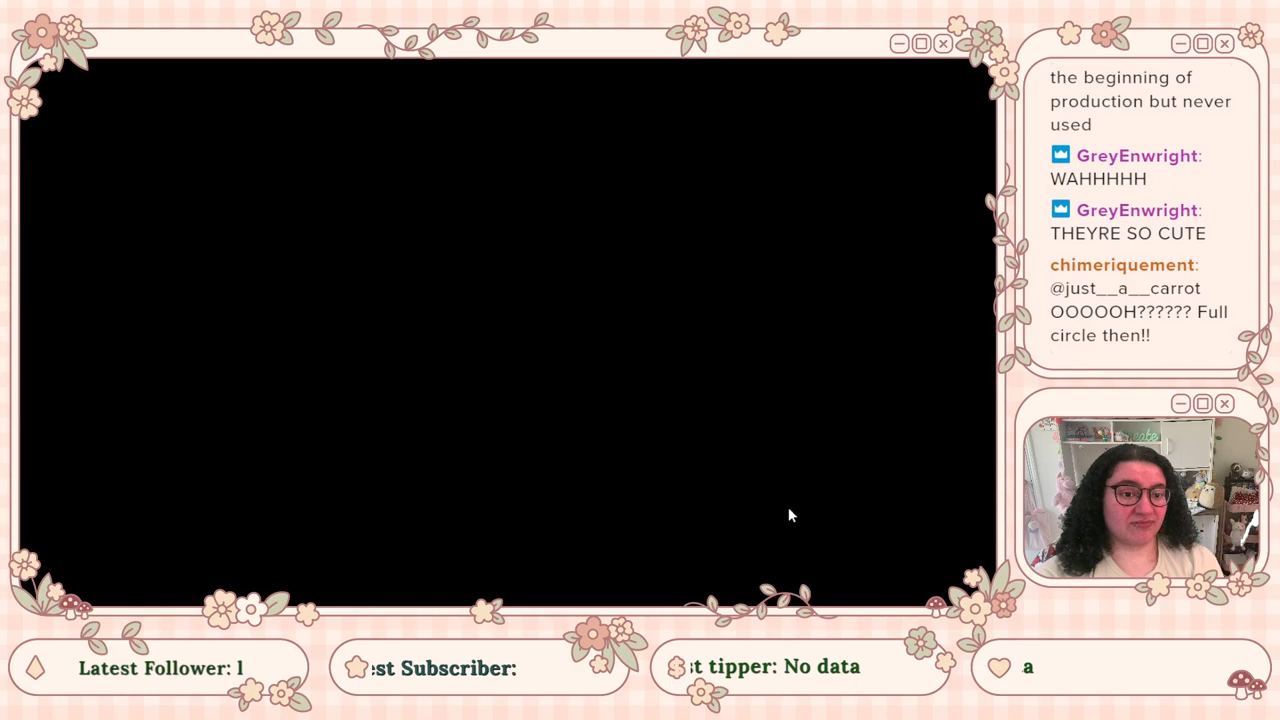 the beginning of
production but never
used
GreyEnwright:
WAHHHHH
GreyEnwright:
THEYRE SO CUTE
chimeriquement:
@just__a__carrot
OOOOOH?????? Full
circle then!!
create
Latest Follower: l
est Subscriber:
st tipper: No data
a